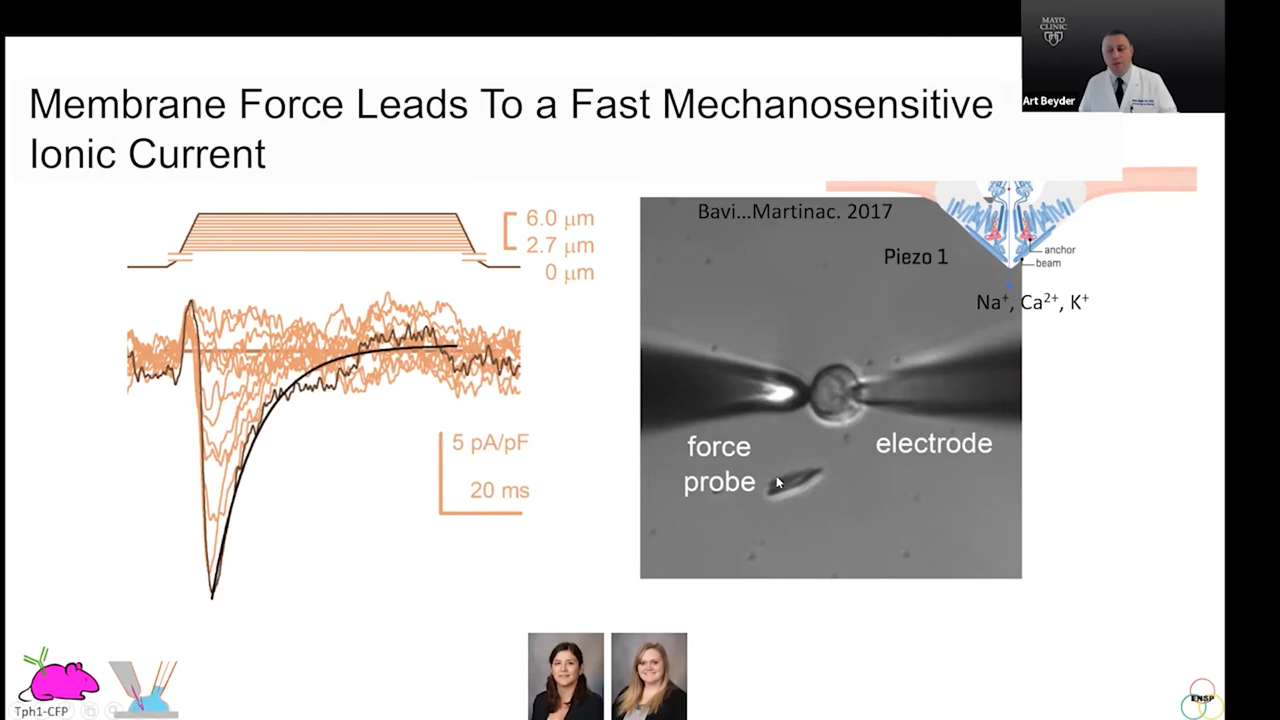 MAYO
CLINIC
Art Beyder
Membrane Force Leads To a Fast Mechanosensitive
Ionic Current
6.0 μm
2.7 μm
0 μm
5 pA/pF
20 ms
Bavi...Martinac. 2017
Piezo 1
anchor
beam
Na⁺, Ca²⁺, K⁺
force
probe
electrode
Tph1-CFP
ENSP